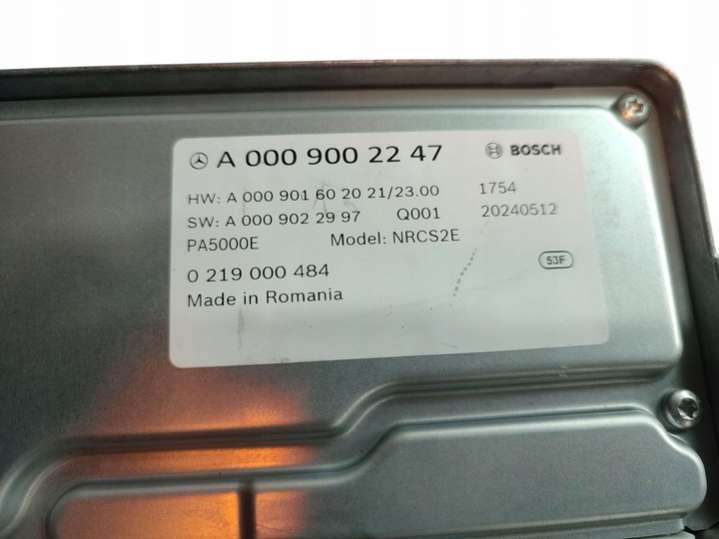 A 000 900 22 47 BOSCH
HW: A 000 901 60 20 21/23.00 1754
SW: A 000 902 29 97 Q001 20240512
PA5000E Model: NRCS2E
0 219 000 484 53F
Made in Romania